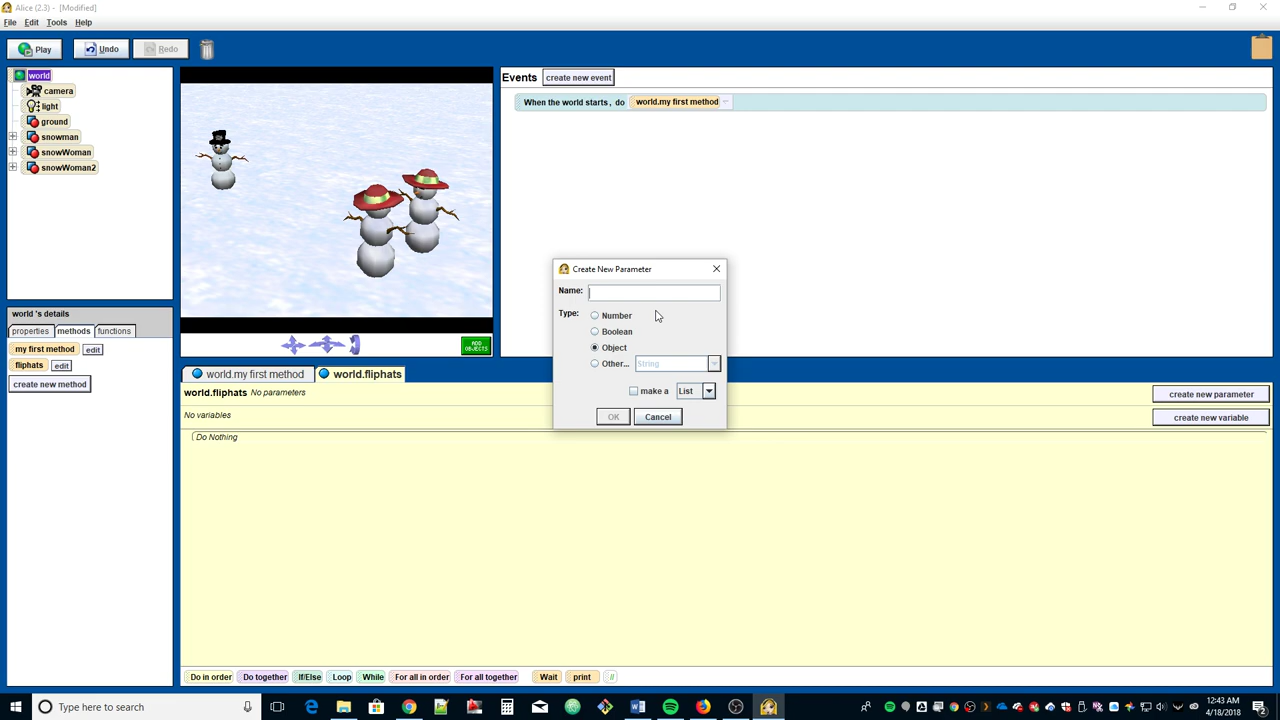 Alice (2.3) - [Modified]
File Edit Tools Help
Play Undo Redo
world
camera
light
ground
snowman
snowWoman
snowWoman2
Events create new event
When the world starts , do world.my first method
ADD OBJECTS
Create New Parameter
Name:
Type: Number
Boolean
Object
Other... String
make a List
OK Cancel
world 's details
properties methods functions
my first method edit
fliphats edit
create new method
world.my first method world.fliphats
world.fliphats No parameters create new parameter
No variables create new variable
Do Nothing
Do in order Do together If/Else Loop While For all in order For all together Wait print //
Type here to search
12:43 AM
4/18/2018
2